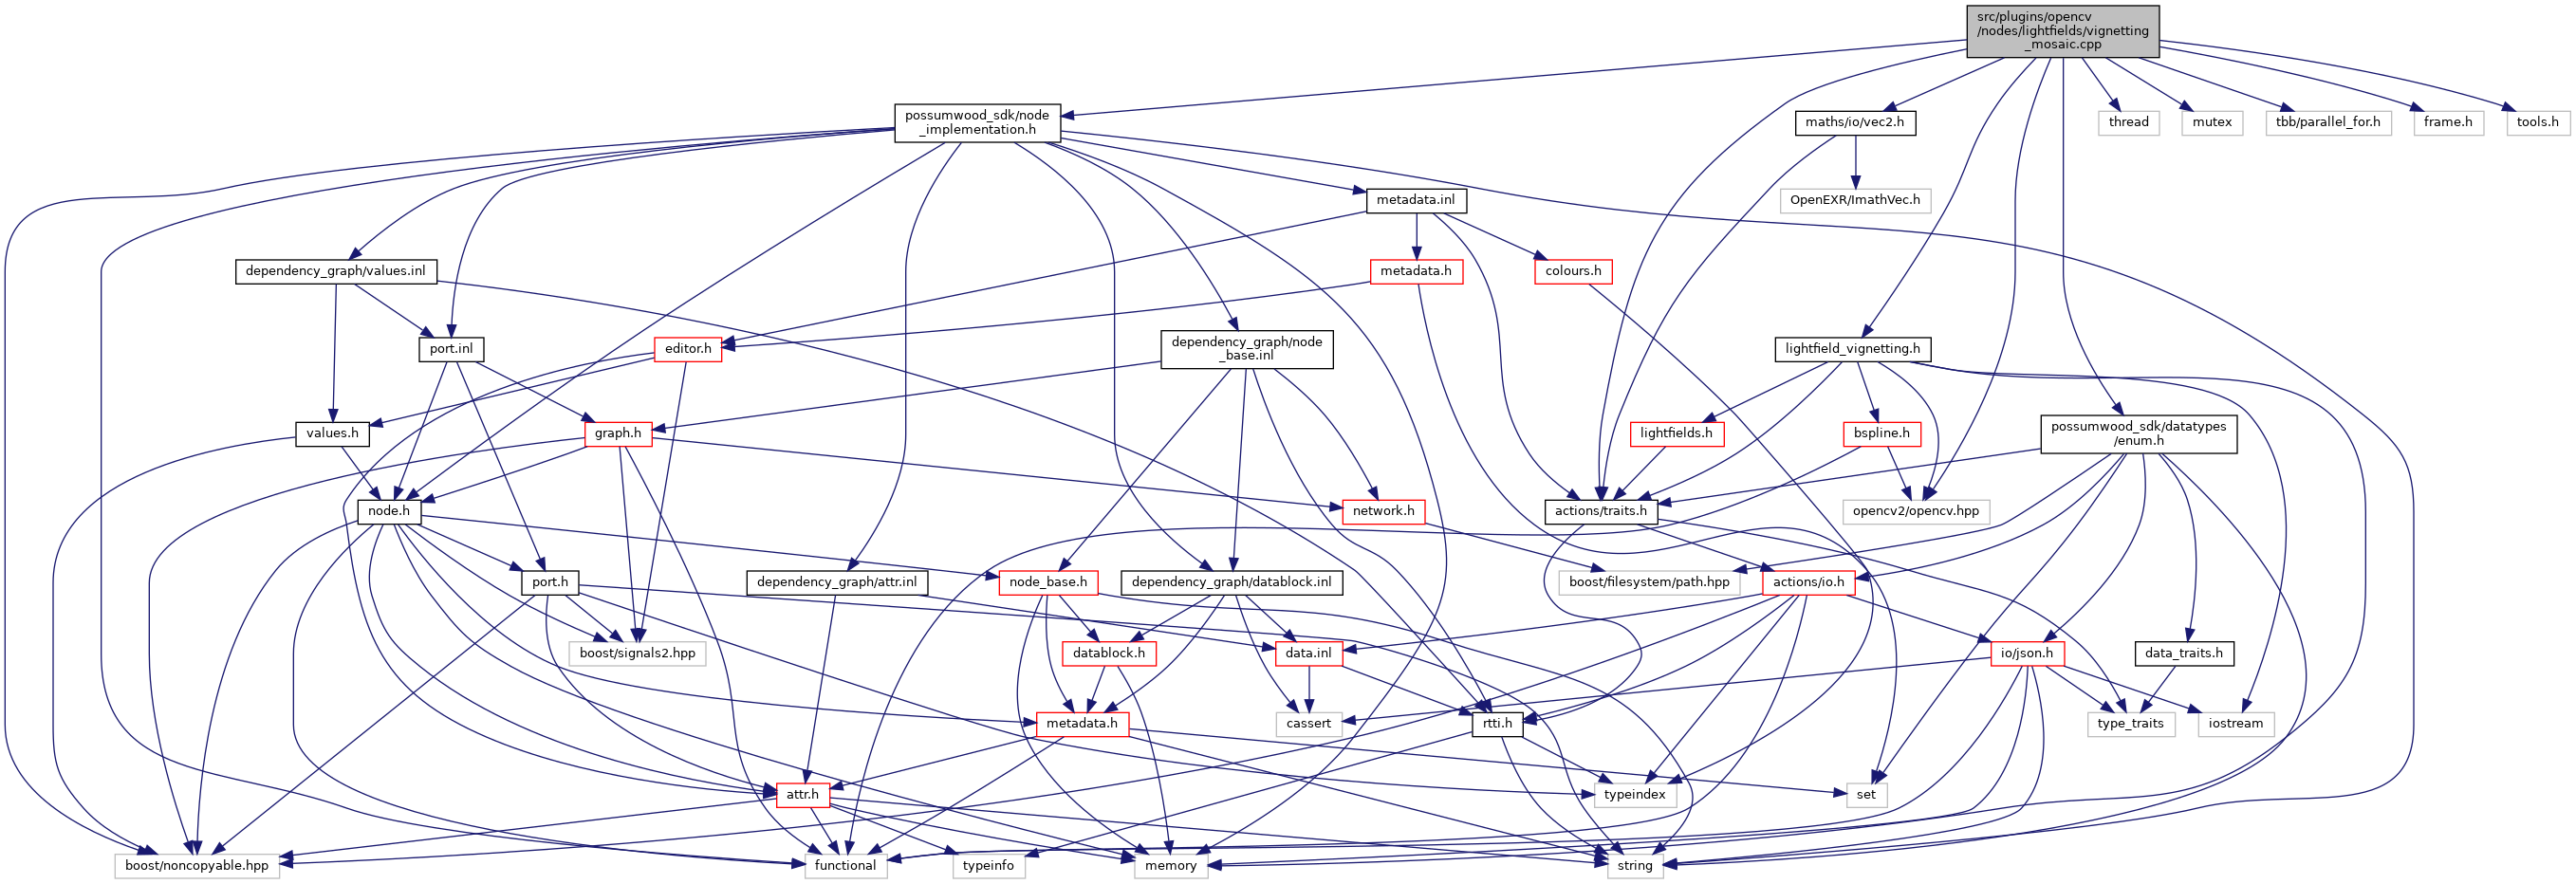 src/plugins/opencv
/nodes/lightfields/vignetting
_mosaic.cpp
possumwood_sdk/node
_implementation.h
maths/io/vec2.h
thread
mutex
tbb/parallel_for.h
frame.h
tools.h
metadata.inl
OpenEXR/ImathVec.h
dependency_graph/values.inl
metadata.h
colours.h
port.inl
editor.h
dependency_graph/node
_base.inl
lightfield_vignetting.h
values.h
graph.h
lightfields.h
bspline.h
possumwood_sdk/datatypes
/enum.h
node.h
network.h
actions/traits.h
opencv2/opencv.hpp
port.h
dependency_graph/attr.inl
node_base.h
dependency_graph/datablock.inl
boost/filesystem/path.hpp
actions/io.h
boost/signals2.hpp
datablock.h
data.inl
io/json.h
data_traits.h
metadata.h
cassert
rtti.h
type_traits
iostream
attr.h
typeindex
set
boost/noncopyable.hpp
functional
typeinfo
memory
string